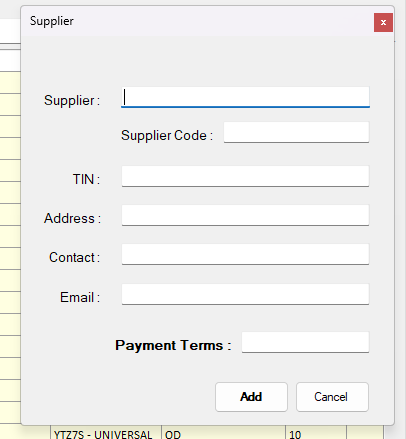 Supplier
x
Supplier :
Supplier Code :
TIN :
Address :
Contact :
Email :
Payment Terms :
Add Cancel
YTZ7S - UNIVERSAL OD 10